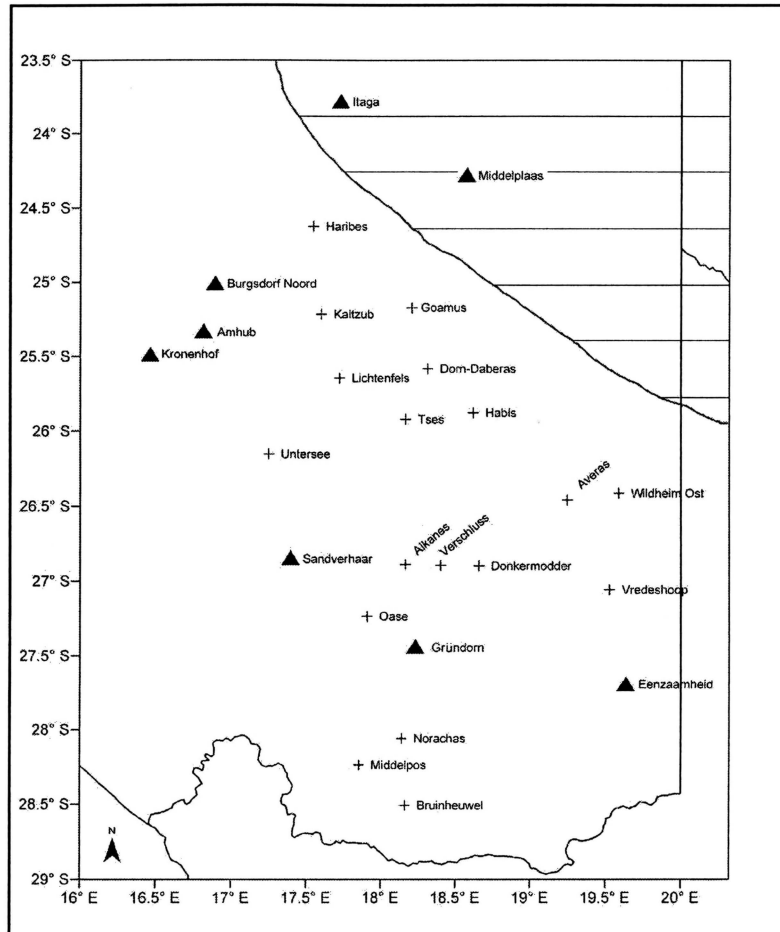 23.5° S
Itaga
24° S
Middelplaas
24.5° S
Haribes
25° S
Burgsdorf Noord
Kaltzub
Goamus
Amhub
25.5° S
Kronenhof
Dom-Daberas
Lichtenfels
Habis
26° S
Tses
Untersee
Averas
26.5° S
Wildheim Ost
Alkanes
Verschluss
Sandverhaar
27° S
Donkermodder
Vredeshoop
Oase
27.5° S
Gründorn
Eenzaamheid
28° S
Norachas
Middelpos
28.5° S
Bruinheuwel
N
29° S
16° E 16.5° E 17° E 17.5° E 18° E 18.5° E 19° E 19.5° E 20° E